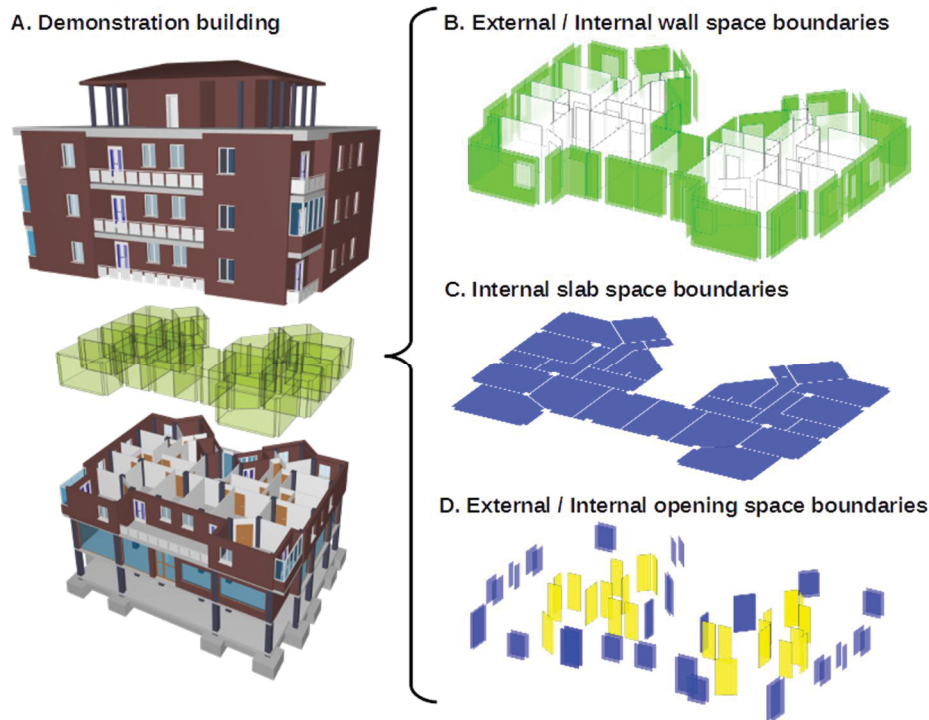 A. Demonstration building
B. External / Internal wall space boundaries
C. Internal slab space boundaries
D. External / Internal opening space boundaries